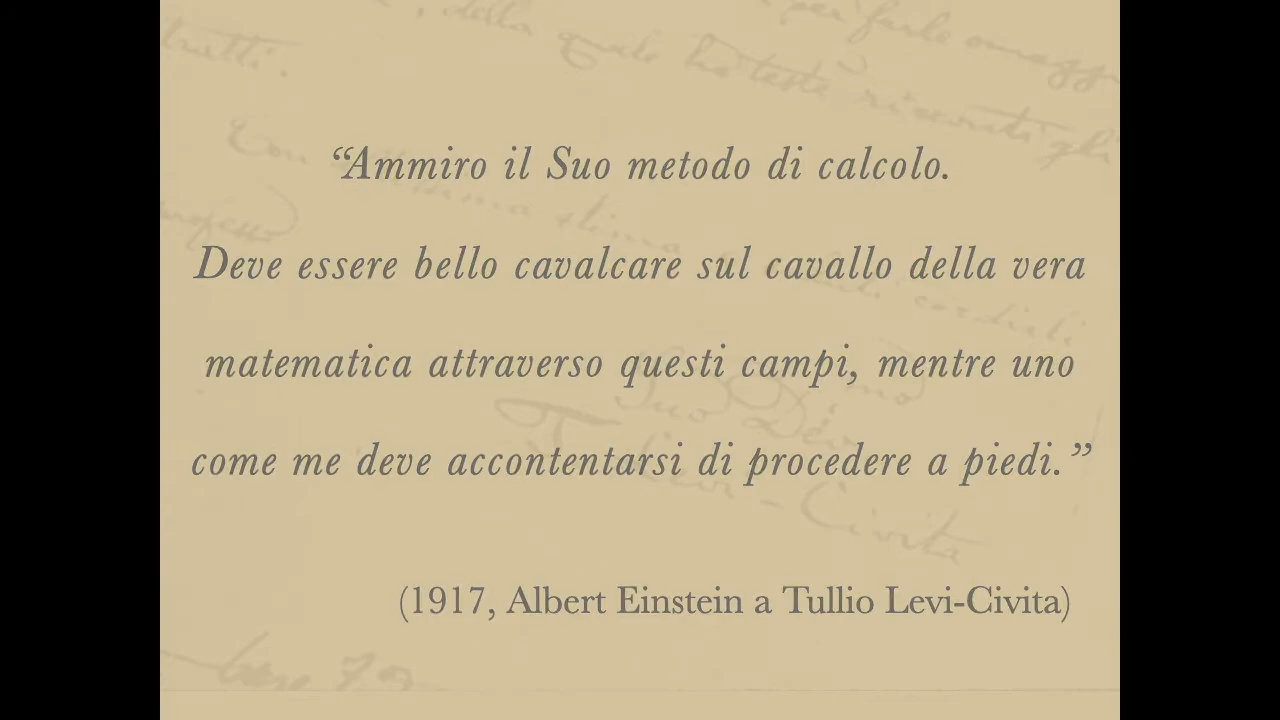 “Ammiro il Suo metodo di calcolo.
Deve essere bello cavalcare sul cavallo della vera
matematica attraverso questi campi, mentre uno
come me deve accontentarsi di procedere a piedi.”
(1917, Albert Einstein a Tullio Levi-Civita)